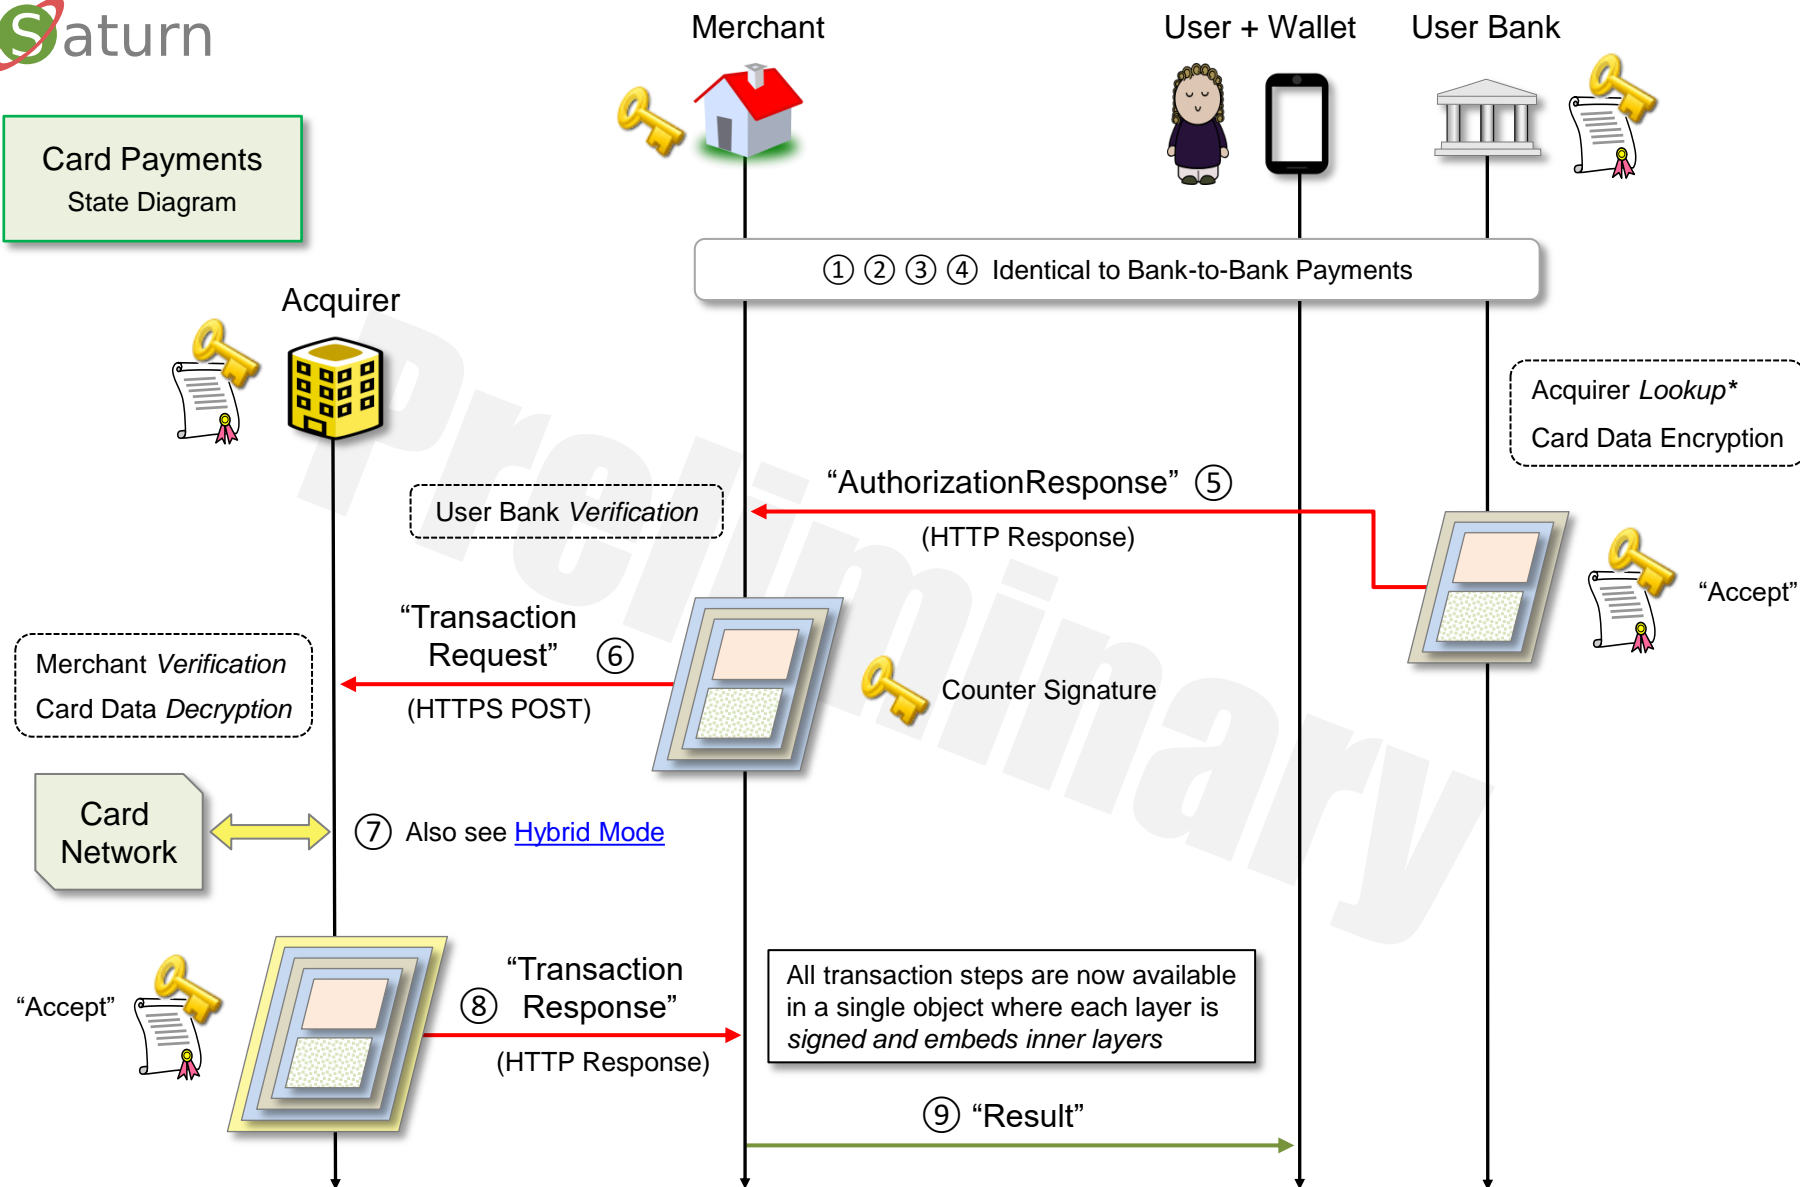 Saturn
Merchant
User + Wallet
User Bank
Card Payments
State Diagram
① ② ③ ④ Identical to Bank-to-Bank Payments
Acquirer
Acquirer Lookup*
Card Data Encryption
“AuthorizationResponse” ⑤
User Bank Verification
(HTTP Response)
“Accept”
“Transaction
Request” ⑥
Merchant Verification
Card Data Decryption
(HTTPS POST)
Counter Signature
Card
Network
⑦ Also see Hybrid Mode
“Accept”
⑧ “Transaction
Response”
(HTTP Response)
All transaction steps are now available
in a single object where each layer is
signed and embeds inner layers
⑨ “Result”
Preliminary